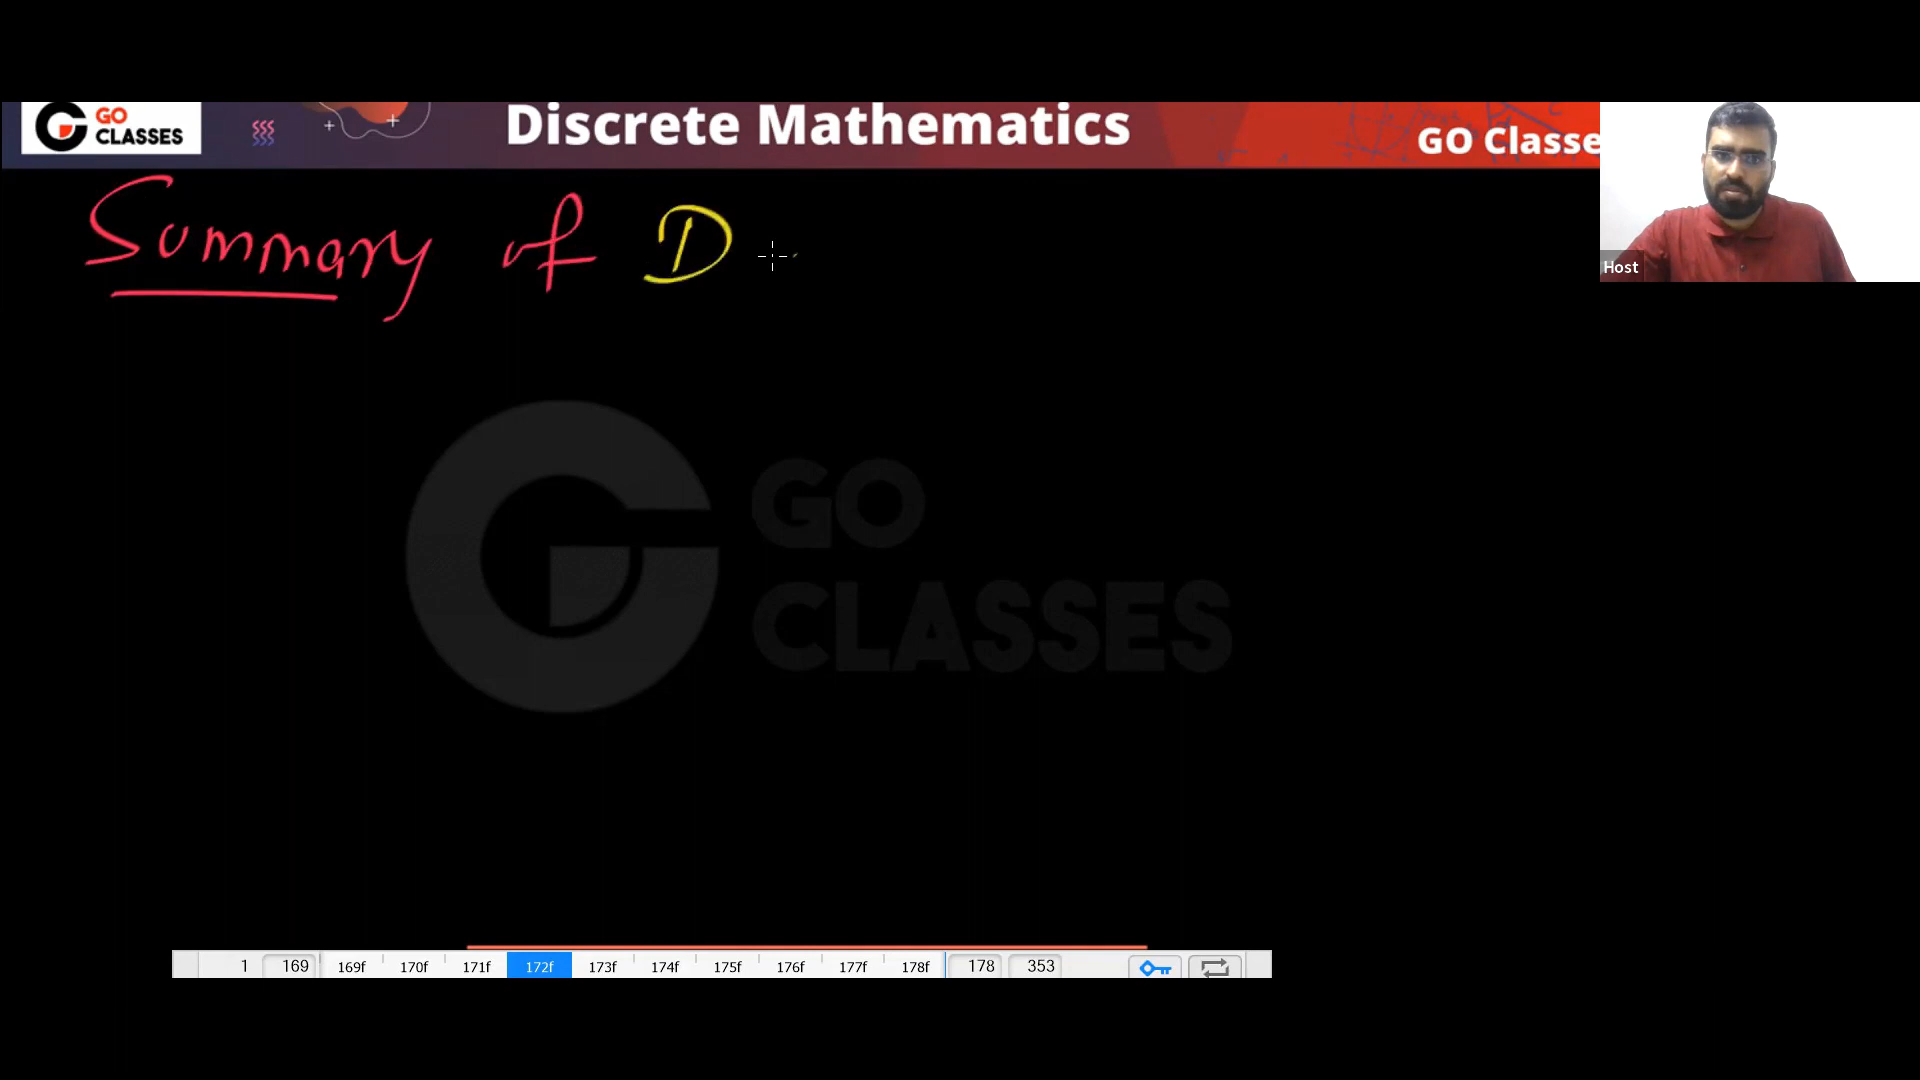 GO
CLASSES
Discrete Mathematics
GO Classe
Summary of D
Host
GO
CLASSES
1 169 169f 170f 171f 172f 173f 174f 175f 176f 177f 178f 178 353